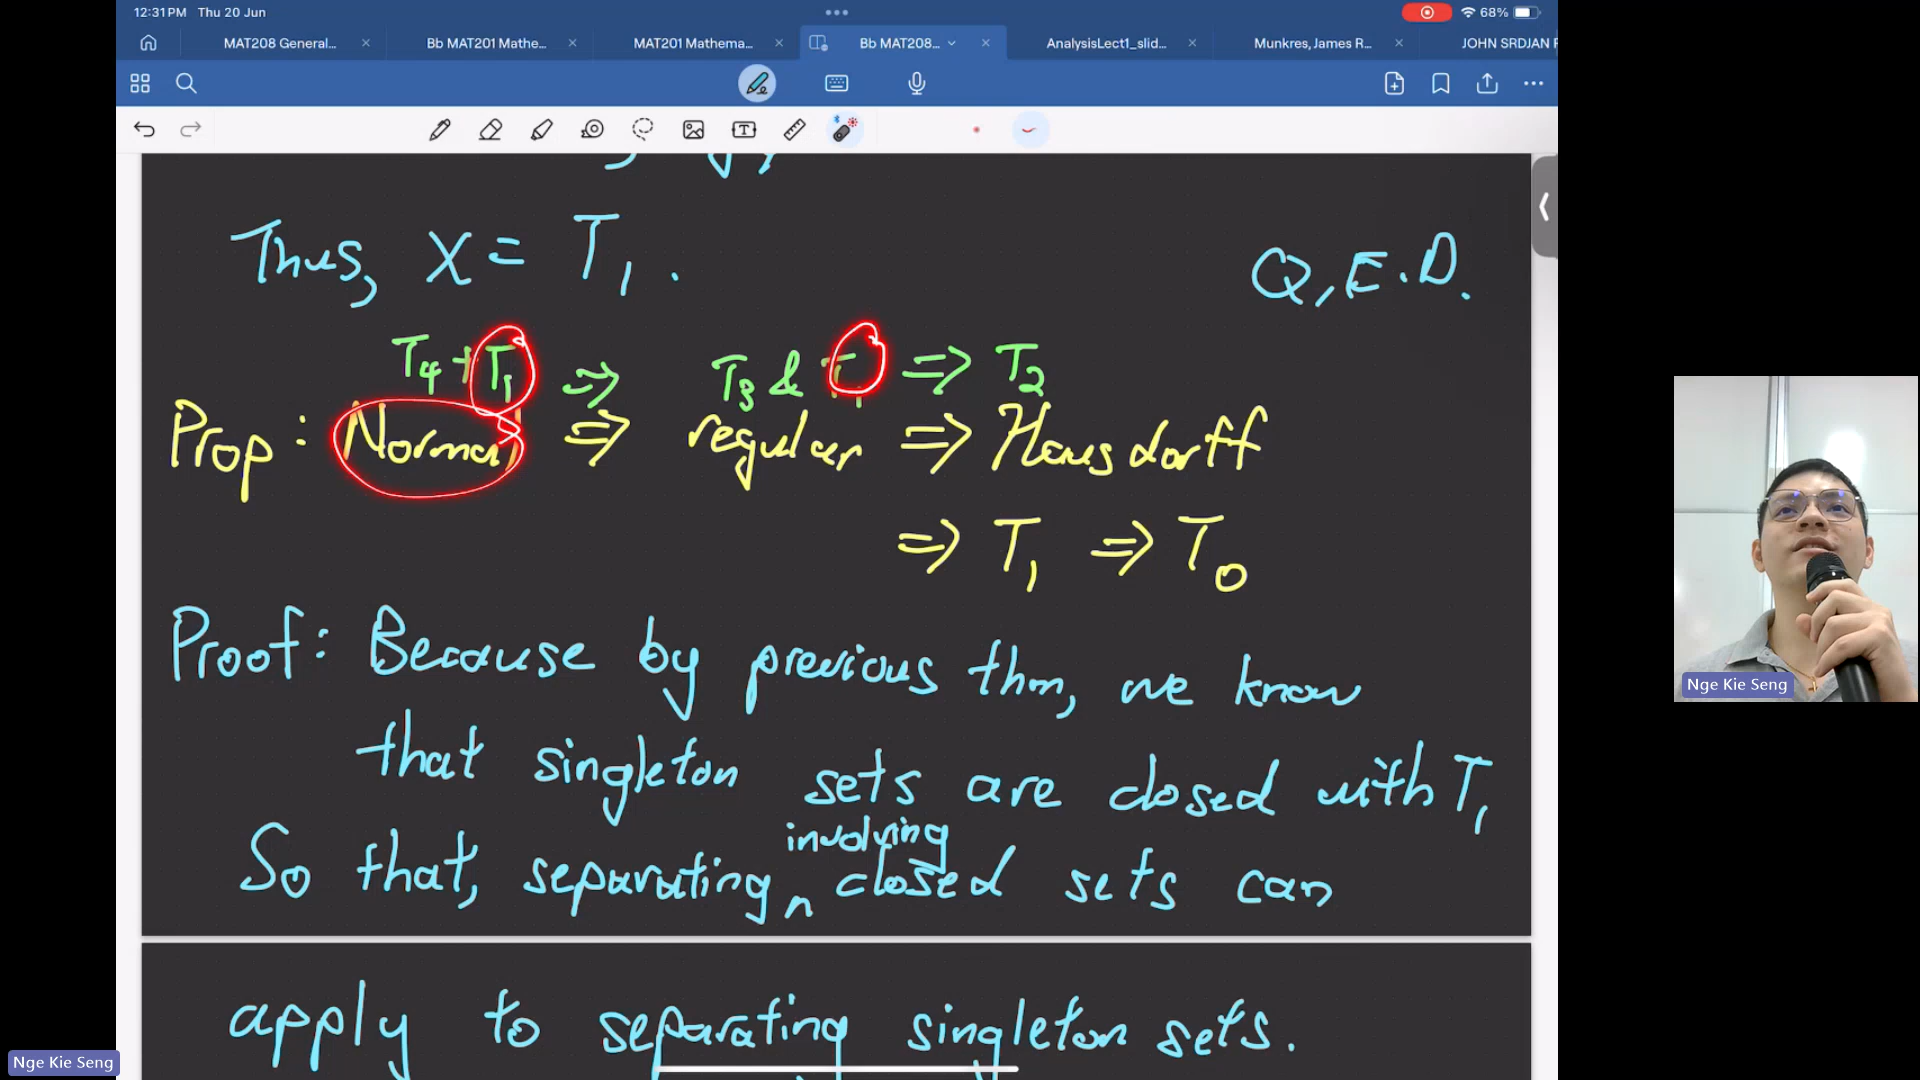 12:31 PM Thu 20 Jun
68%
MAT208 General...
Bb MAT201 Mathe...
MAT201 Mathema...
Bb MAT208...
AnalysisLect1_slid...
Munkres, James R...
JOHN SRDJAN P
Thus, X = T₁.
Q.E.D.
T₄ + T₁ ⇒ T₃ & T₁ ⇒ T₂
Prop: Normal ⇒ regular ⇒ Hausdorff
⇒ T₁ ⇒ T₀
Proof: Because by previous thm, we know
that singleton sets are closed with T₁
involving
So that, separating closed sets can
apply to separating singleton sets.
Nge Kie Seng
Nge Kie Seng